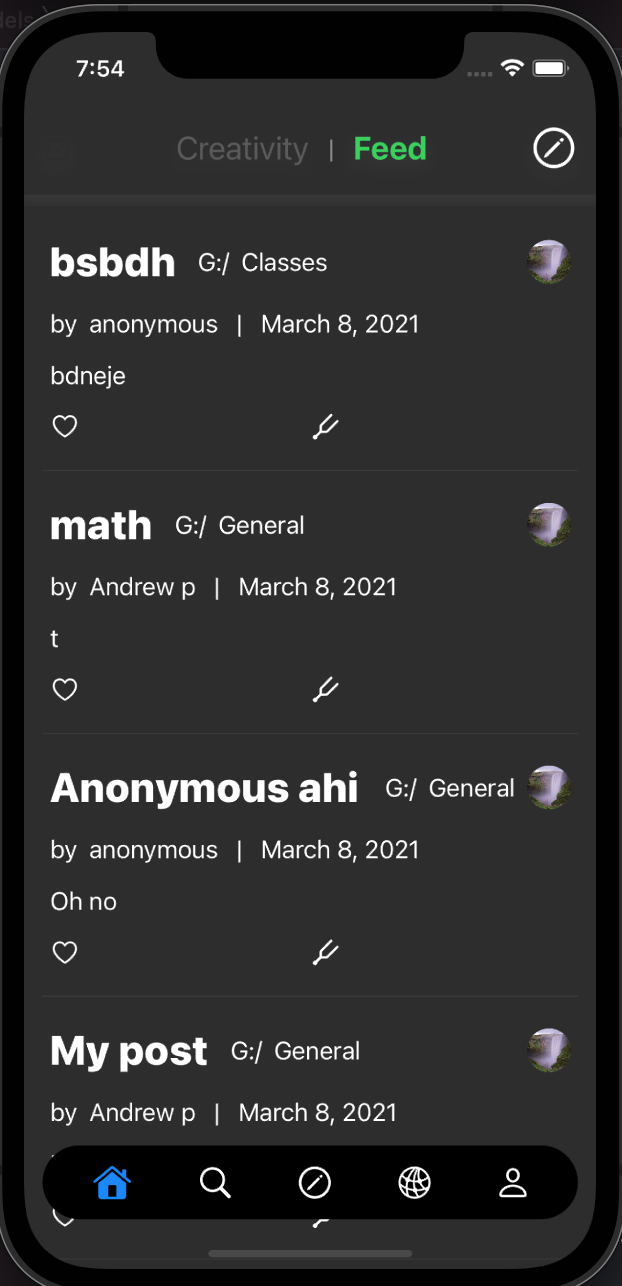 dels
7:54
Creativity | Feed
bsbdh G:/ Classes
by anonymous | March 8, 2021
bdneje
math G:/ General
by Andrew p | March 8, 2021
t
Anonymous ahi G:/ General
by anonymous | March 8, 2021
Oh no
My post G:/ General
by Andrew p | March 8, 2021